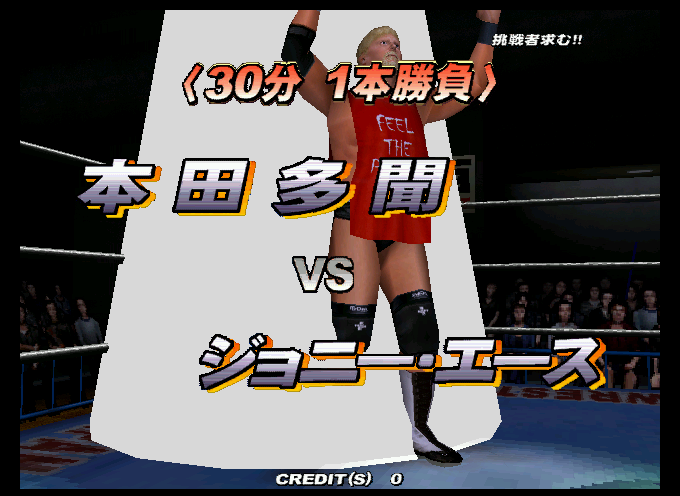 挑戦者求む!!
〈30分 1本勝負〉
FEEL
THE
本田多聞
VS
ジョニー・エース
CREDIT(S) 0